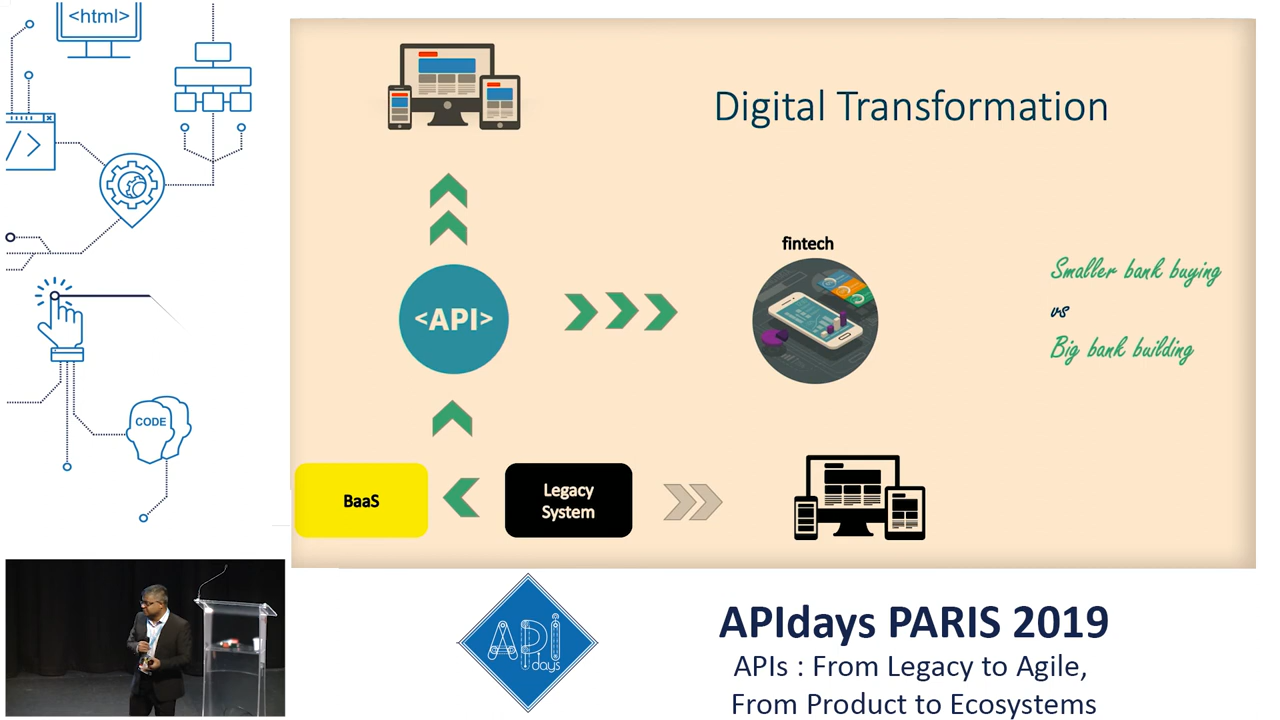 <html>
</>
CODE
Digital Transformation
fintech
<API>
Smaller bank buying
vs
Big bank building
BaaS
Legacy
System
API
days
APIdays PARIS 2019
APIs : From Legacy to Agile,
From Product to Ecosystems